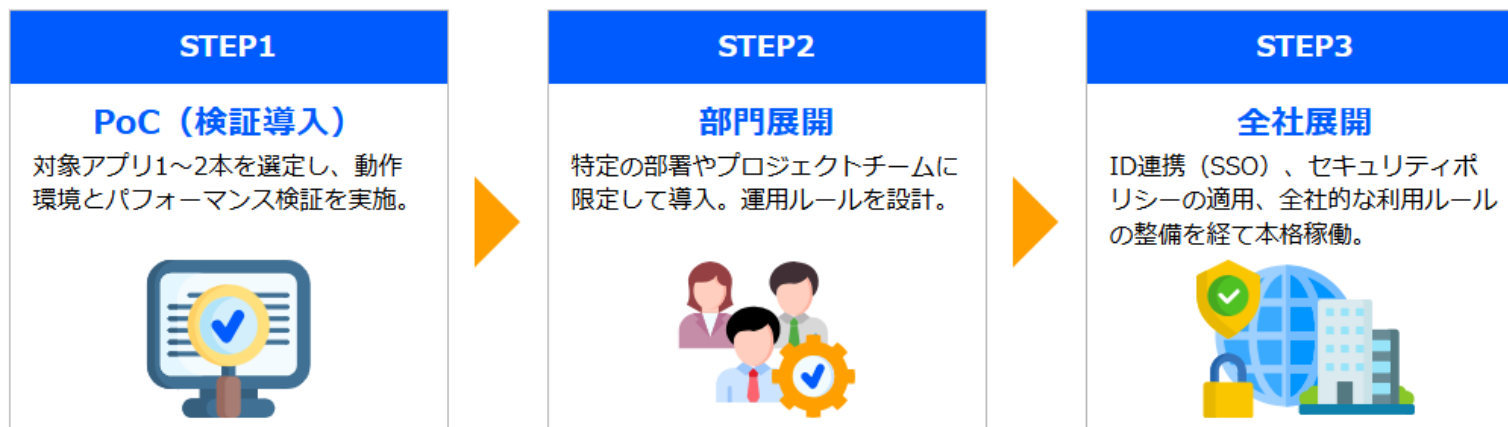 STEP1
PoC（検証導入）
対象アプリ1～2本を選定し、動作
環境とパフォーマンス検証を実施。
STEP2
部門展開
特定の部署やプロジェクトチームに
限定して導入。運用ルールを設計。
STEP3
全社展開
ID連携（SSO）、セキュリティポ
リシーの適用、全社的な利用ルール
の整備を経て本格稼働。